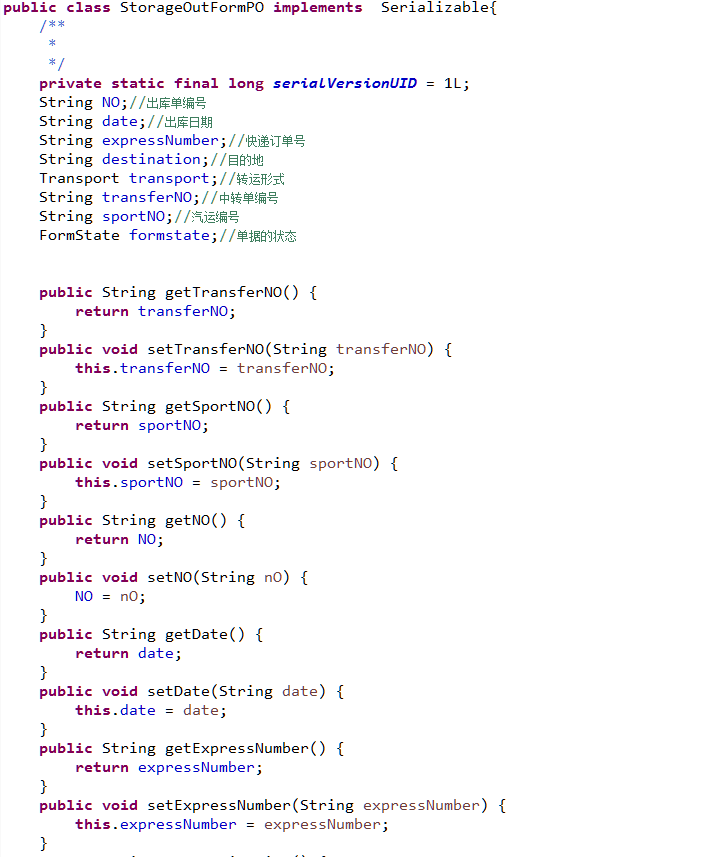 public class StorageOutFormPO implements  Serializable{
    /**
     *
     */
    private static final long serialVersionUID = 1L;
    String NO;//出库单编号
    String date;//出库日期
    String expressNumber;//快递订单号
    String destination;//目的地
    Transport transport;//转运形式
    String transferNO;//中转单编号
    String sportNO;//汽运编号
    FormState formstate;//单据的状态
    public String getTransferNO() {
        return transferNO;
    }
    public void setTransferNO(String transferNO) {
        this.transferNO = transferNO;
    }
    public String getSportNO() {
        return sportNO;
    }
    public void setSportNO(String sportNO) {
        this.sportNO = sportNO;
    }
    public String getNO() {
        return NO;
    }
    public void setNO(String nO) {
        NO = nO;
    }
    public String getDate() {
        return date;
    }
    public void setDate(String date) {
        this.date = date;
    }
    public String getExpressNumber() {
        return expressNumber;
    }
    public void setExpressNumber(String expressNumber) {
        this.expressNumber = expressNumber;
    }